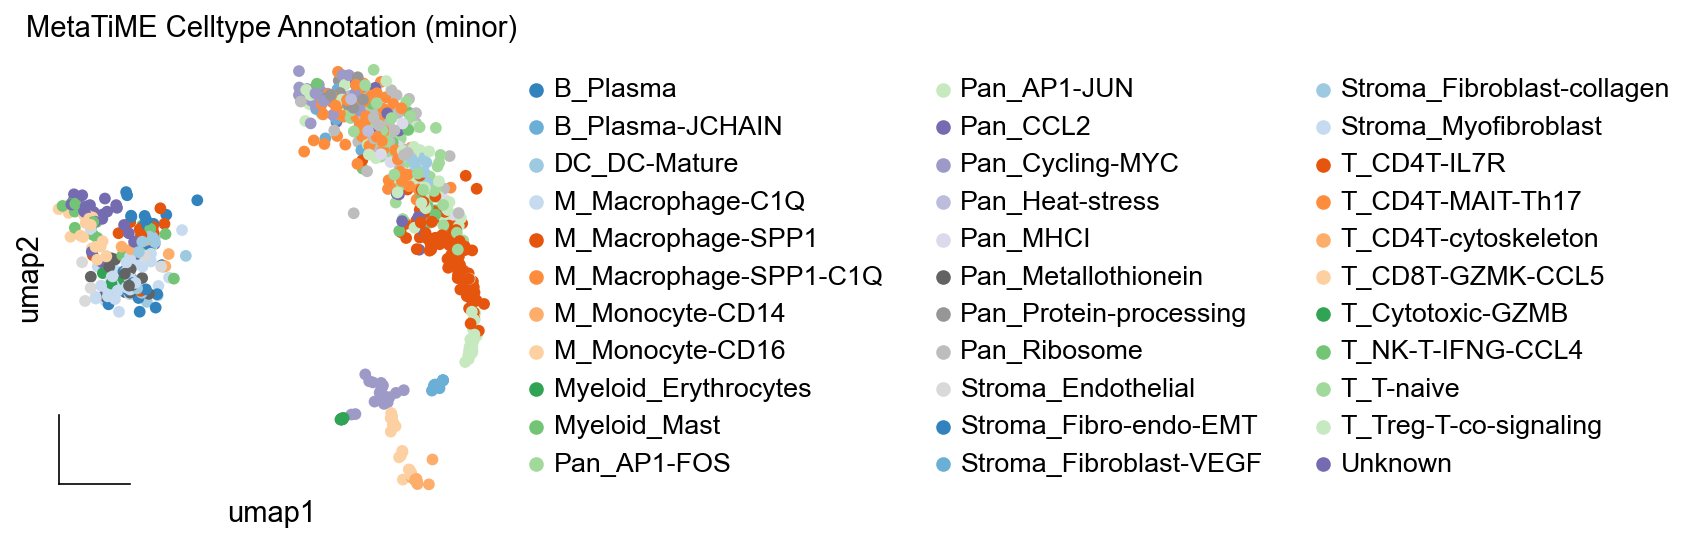 MetaTiME Celltype Annotation (minor)
B_Plasma
B_Plasma-JCHAIN
DC_DC-Mature
M_Macrophage-C1Q
M_Macrophage-SPP1
M_Macrophage-SPP1-C1Q
M_Monocyte-CD14
M_Monocyte-CD16
Myeloid_Erythrocytes
Myeloid_Mast
Pan_AP1-FOS
Pan_AP1-JUN
Pan_CCL2
Pan_Cycling-MYC
Pan_Heat-stress
Pan_MHCI
Pan_Metallothionein
Pan_Protein-processing
Pan_Ribosome
Stroma_Endothelial
Stroma_Fibro-endo-EMT
Stroma_Fibroblast-VEGF
Stroma_Fibroblast-collagen
Stroma_Myofibroblast
T_CD4T-IL7R
T_CD4T-MAIT-Th17
T_CD4T-cytoskeleton
T_CD8T-GZMK-CCL5
T_Cytotoxic-GZMB
T_NK-T-IFNG-CCL4
T_T-naive
T_Treg-T-co-signaling
Unknown
umap2
umap1